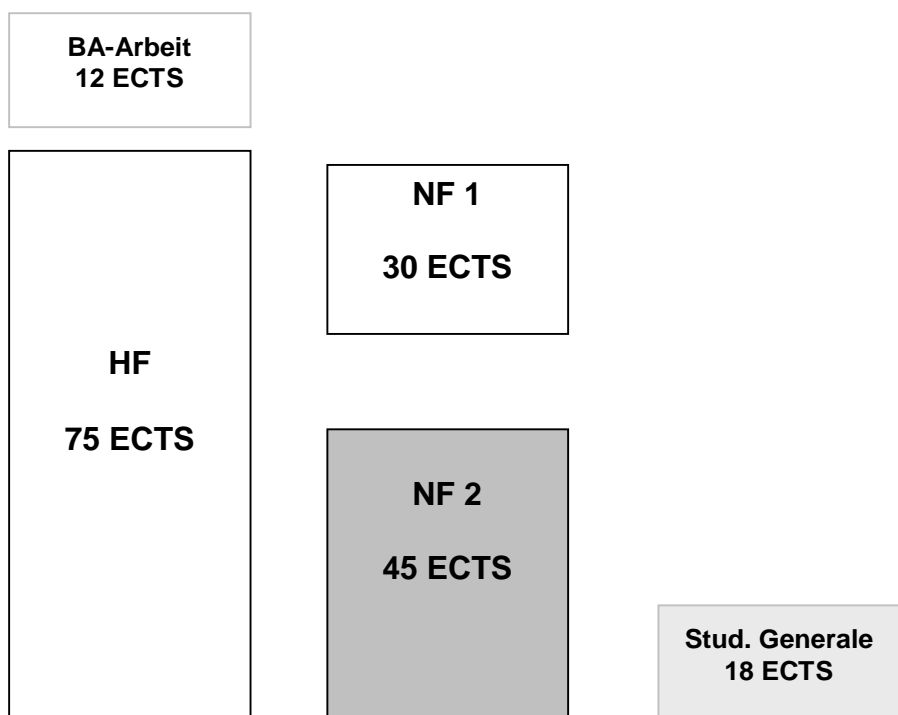 BA-Arbeit
12 ECTS
HF
75 ECTS
NF 1
30 ECTS
NF 2
45 ECTS
Stud. Generale
18 ECTS